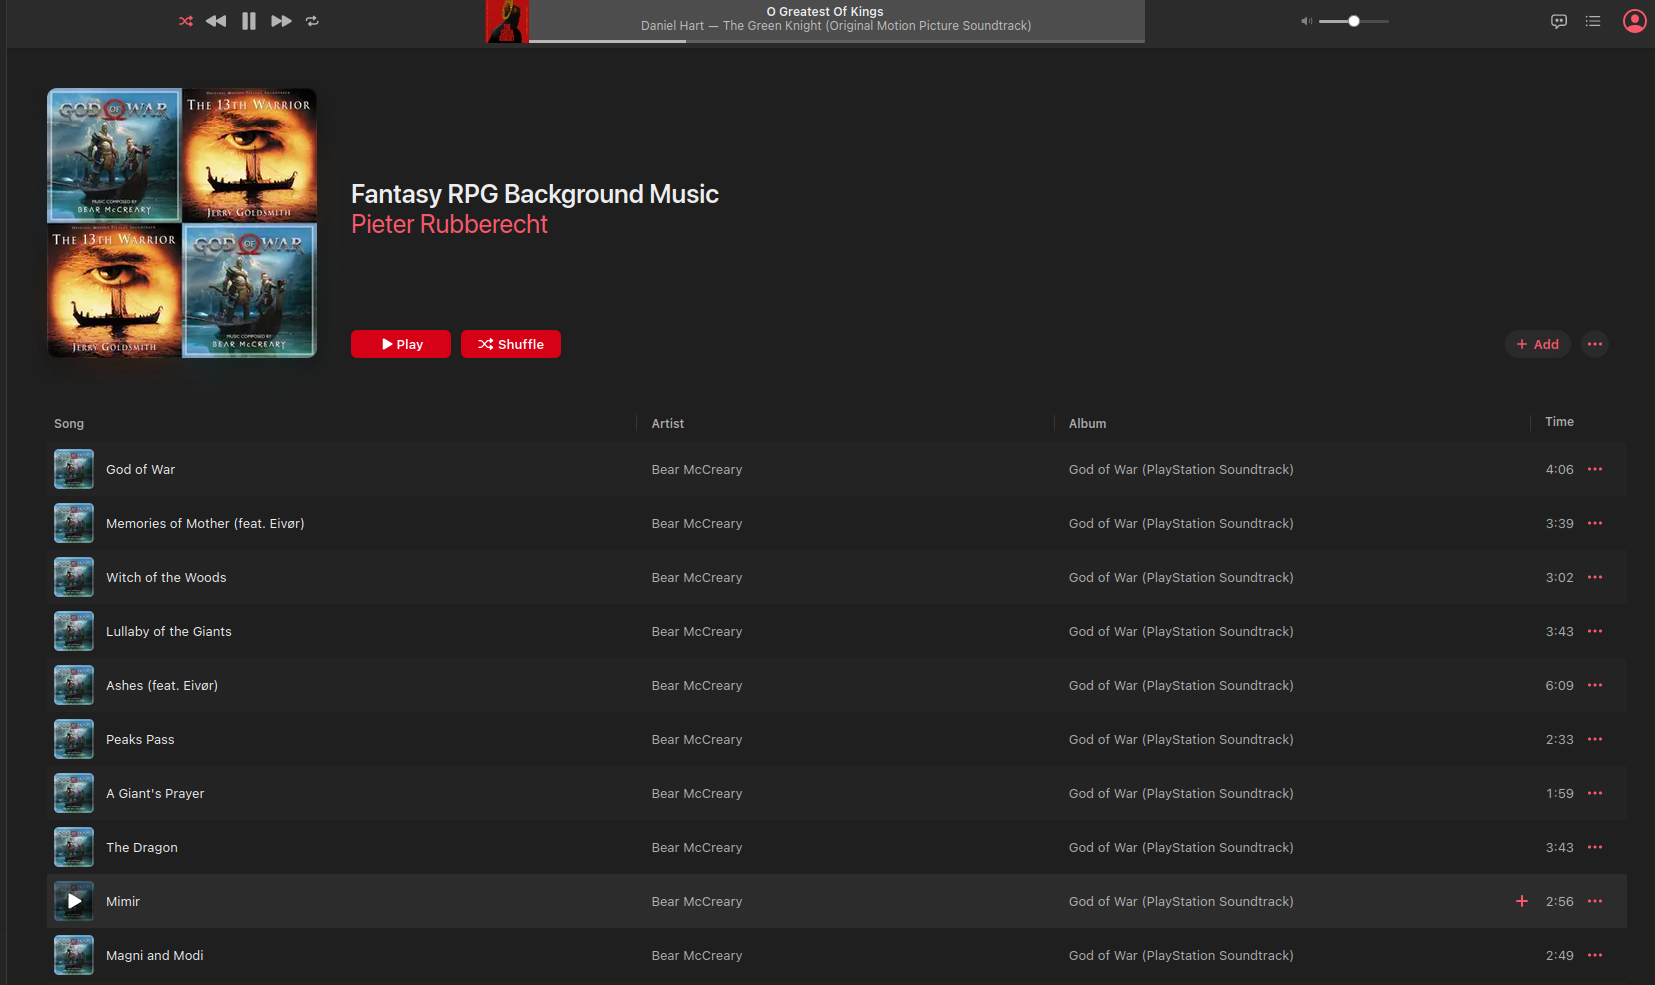 O Greatest Of Kings
Daniel Hart — The Green Knight (Original Motion Picture Soundtrack)
GOD OF WAR
MUSIC COMPOSED BY
BEAR McCREARY
ORIGINAL MOTION PICTURE SOUNDTRACK
THE 13TH WARRIOR
JERRY GOLDSMITH
ORIGINAL MOTION PICTURE SOUNDTRACK
THE 13TH WARRIOR
JERRY GOLDSMITH
GOD OF WAR
MUSIC COMPOSED BY
BEAR McCREARY
Fantasy RPG Background Music
Pieter Rubberecht
Play Shuffle + Add
Song Artist Album Time
God of War Bear McCreary God of War (PlayStation Soundtrack) 4:06
Memories of Mother (feat. Eivør) Bear McCreary God of War (PlayStation Soundtrack) 3:39
Witch of the Woods Bear McCreary God of War (PlayStation Soundtrack) 3:02
Lullaby of the Giants Bear McCreary God of War (PlayStation Soundtrack) 3:43
Ashes (feat. Eivør) Bear McCreary God of War (PlayStation Soundtrack) 6:09
Peaks Pass Bear McCreary God of War (PlayStation Soundtrack) 2:33
A Giant's Prayer Bear McCreary God of War (PlayStation Soundtrack) 1:59
The Dragon Bear McCreary God of War (PlayStation Soundtrack) 3:43
Mimir Bear McCreary God of War (PlayStation Soundtrack) + 2:56
Magni and Modi Bear McCreary God of War (PlayStation Soundtrack) 2:49